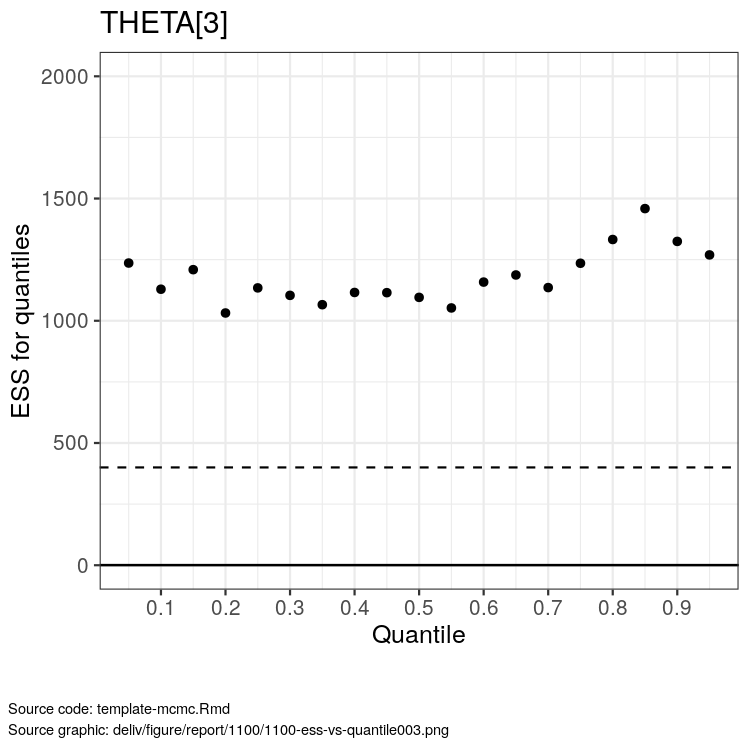 THETA[3]
2000
1500
1000
500
0
ESS for quantiles
0.1 0.2 0.3 0.4 0.5 0.6 0.7 0.8 0.9
Quantile
Source code: template-mcmc.Rmd
Source graphic: deliv/figure/report/1100/1100-ess-vs-quantile003.png